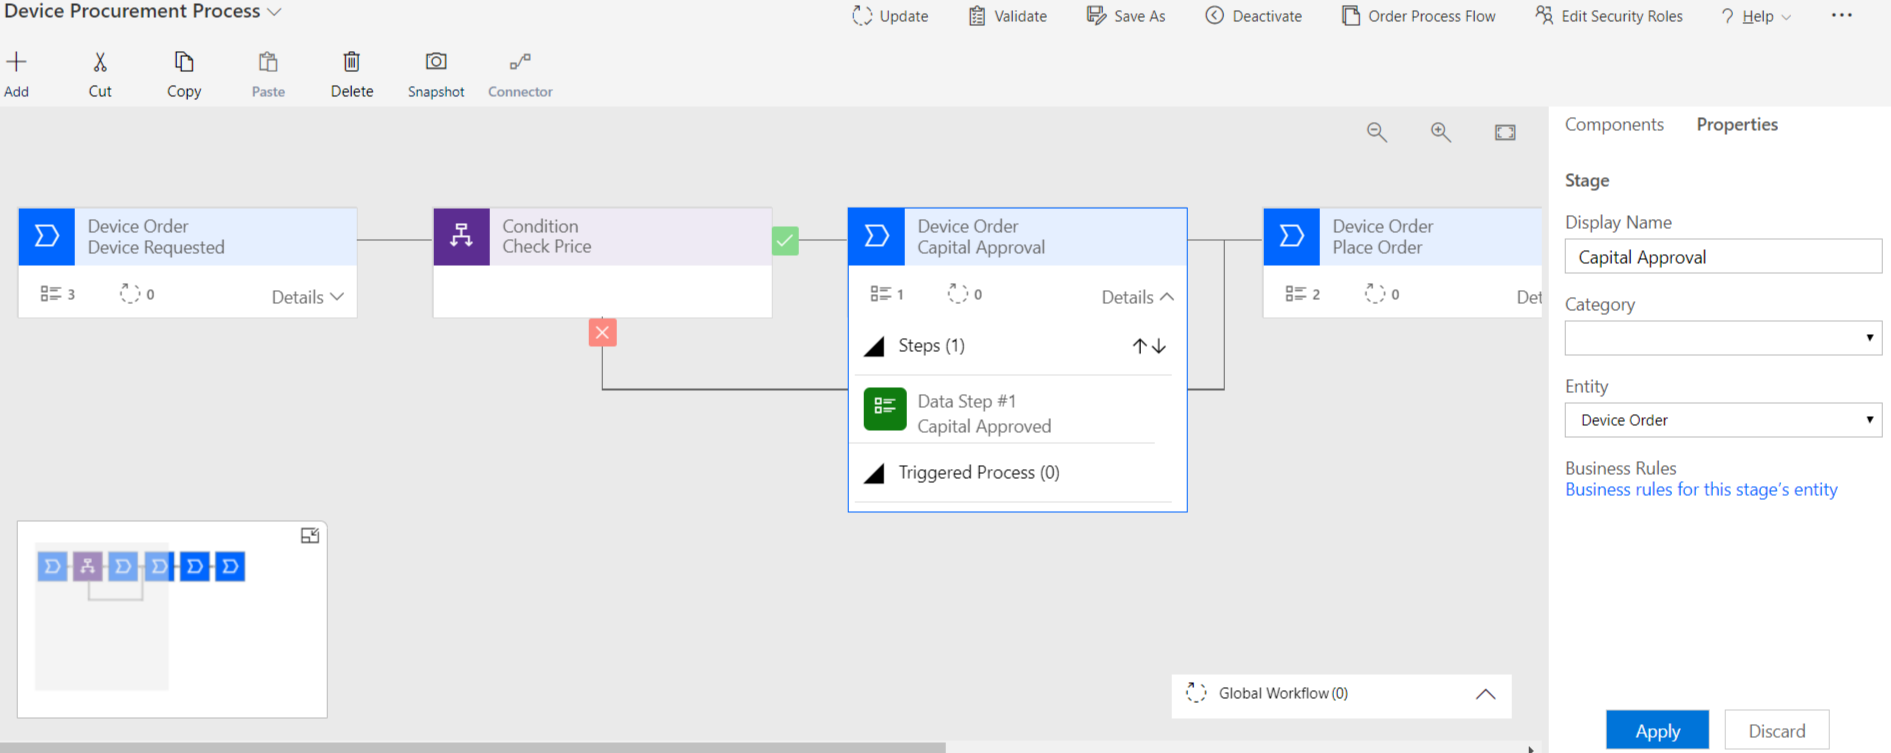 Device Procurement Process
Update
Validate
Save As
Deactivate
Order Process Flow
Edit Security Roles
? Help
...
Add
Cut
Copy
Paste
Delete
Snapshot
Connector
Components
Properties
Device Order
Device Requested
3
0
Details
Condition
Check Price
Device Order
Capital Approval
1
0
Details
Steps (1)
Data Step #1
Capital Approved
Triggered Process (0)
Device Order
Place Order
2
0
Det
Stage
Display Name
Capital Approval
Category
Entity
Device Order
Business Rules
Business rules for this stage's entity
Global Workflow (0)
Apply
Discard